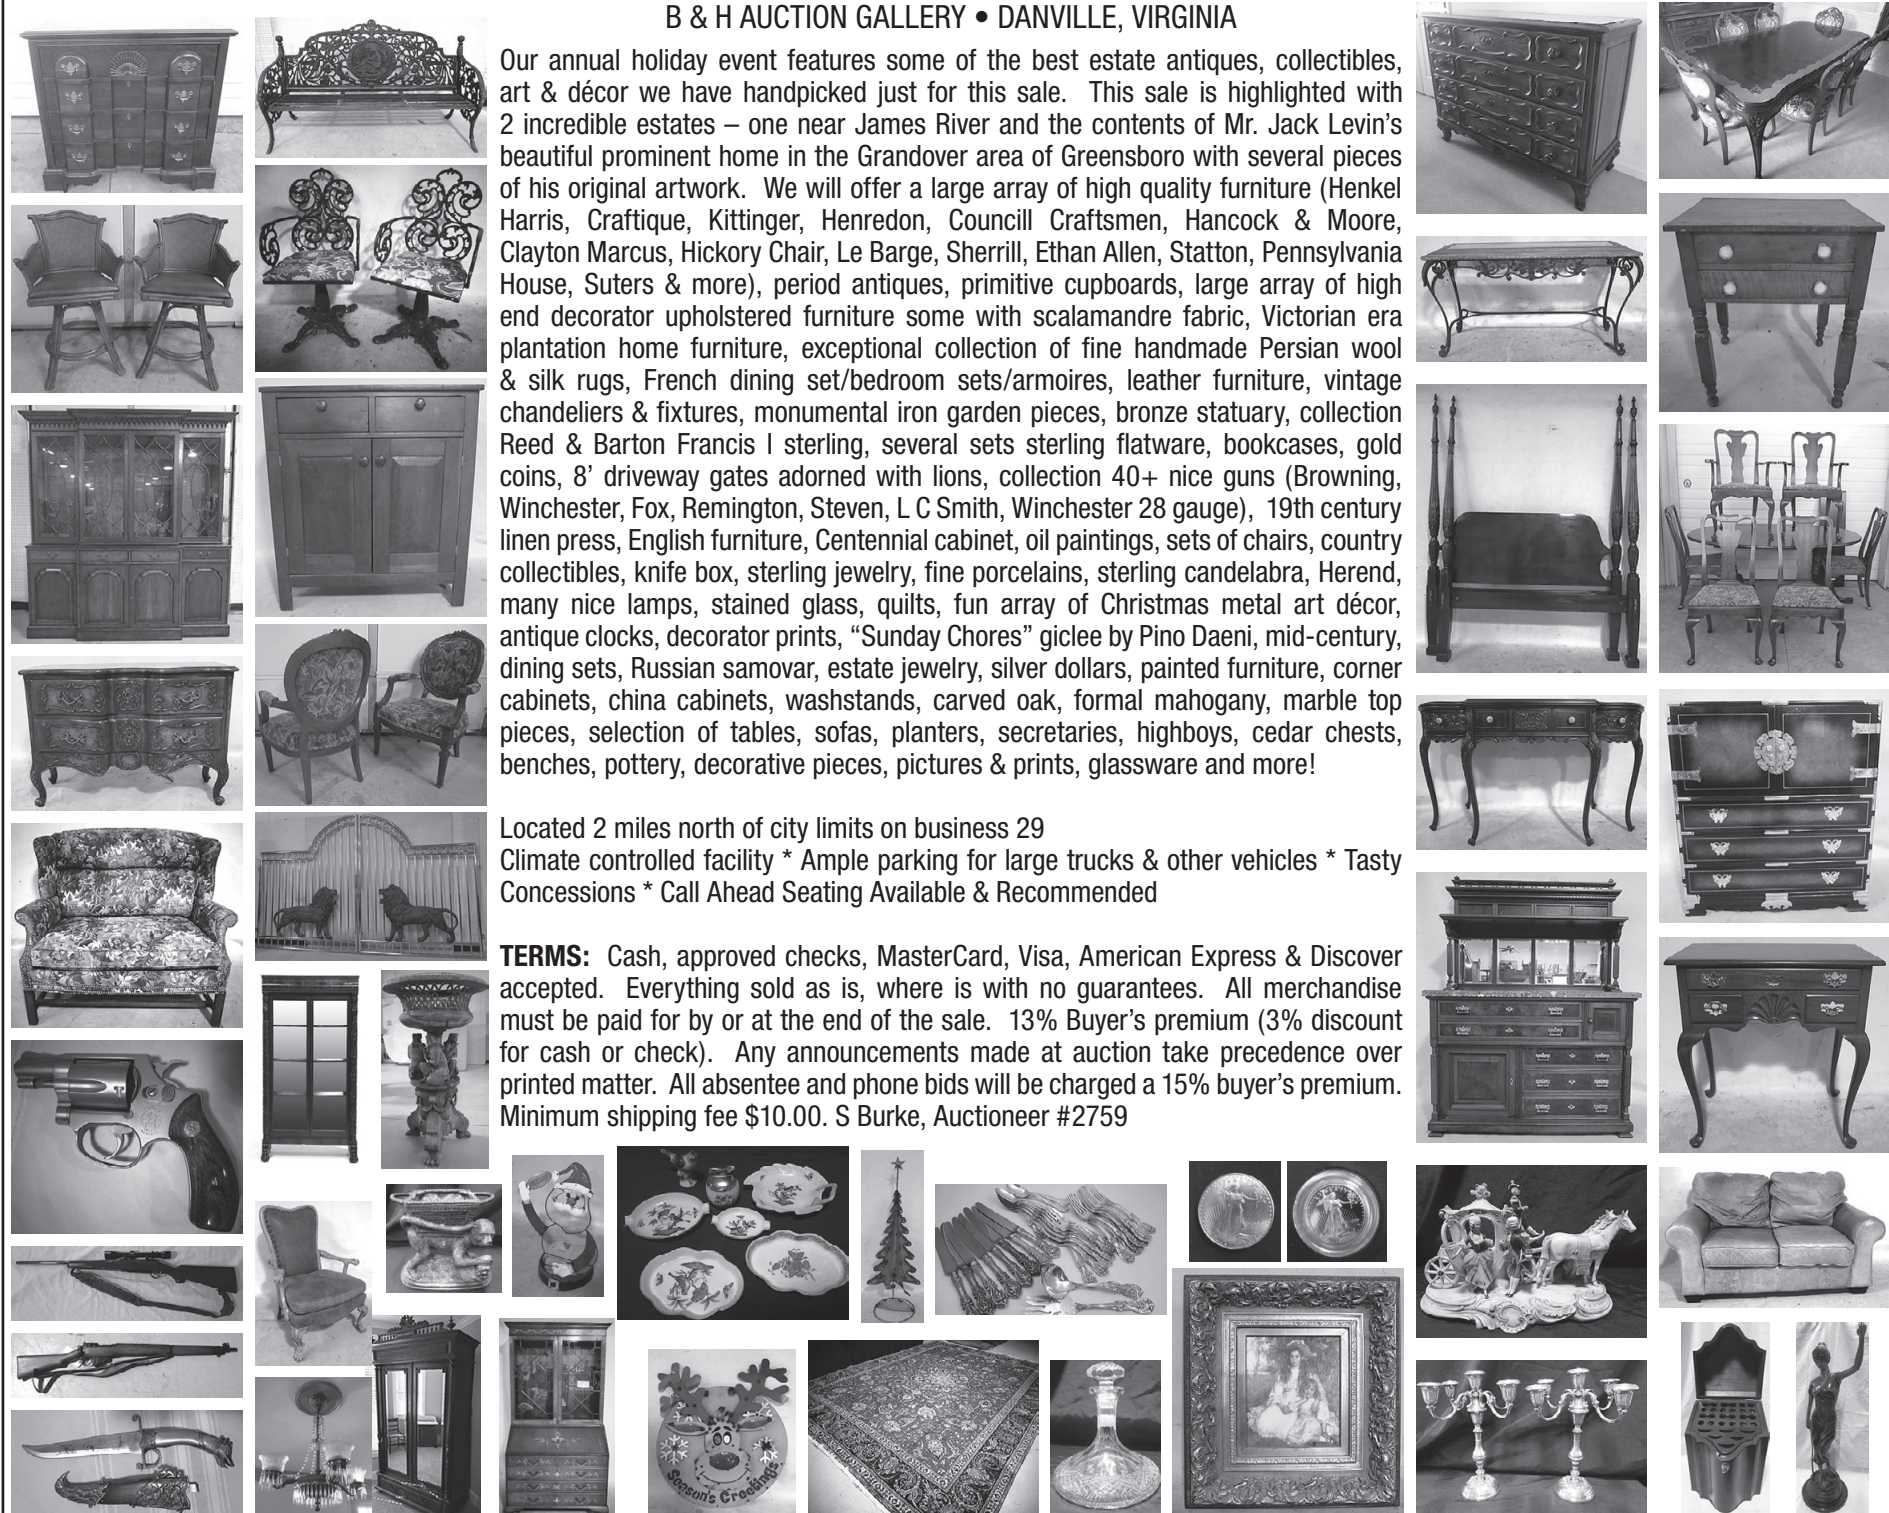 B & H AUCTION GALLERY • DANVILLE, VIRGINIA
Our annual holiday event features some of the best estate antiques, collectibles,
art & décor we have handpicked just for this sale.  This sale is highlighted with
2 incredible estates – one near James River and the contents of Mr. Jack Levin’s
beautiful prominent home in the Grandover area of Greensboro with several pieces
of his original artwork.  We will offer a large array of high quality furniture (Henkel
Harris, Craftique, Kittinger, Henredon, Councill Craftsmen, Hancock & Moore,
Clayton Marcus, Hickory Chair, Le Barge, Sherrill, Ethan Allen, Statton, Pennsylvania
House, Suters & more), period antiques, primitive cupboards, large array of high
end decorator upholstered furniture some with scalamandre fabric, Victorian era
plantation home furniture, exceptional collection of fine handmade Persian wool
& silk rugs, French dining set/bedroom sets/armoires, leather furniture, vintage
chandeliers & fixtures, monumental iron garden pieces, bronze statuary, collection
Reed & Barton Francis I sterling, several sets sterling flatware, bookcases, gold
coins, 8’ driveway gates adorned with lions, collection 40+ nice guns (Browning,
Winchester, Fox, Remington, Steven, L C Smith, Winchester 28 gauge),  19th century
linen press, English furniture, Centennial cabinet, oil paintings, sets of chairs, country
collectibles, knife box, sterling jewelry, fine porcelains, sterling candelabra, Herend,
many nice lamps, stained glass, quilts, fun array of Christmas metal art décor,
antique clocks, decorator prints, “Sunday Chores” giclee by Pino Daeni, mid-century,
dining sets, Russian samovar, estate jewelry, silver dollars, painted furniture, corner
cabinets, china cabinets, washstands, carved oak, formal mahogany, marble top
pieces, selection of tables, sofas, planters, secretaries, highboys, cedar chests,
benches, pottery, decorative pieces, pictures & prints, glassware and more!
Located 2 miles north of city limits on business 29
Climate controlled facility * Ample parking for large trucks & other vehicles * Tasty
Concessions * Call Ahead Seating Available & Recommended
TERMS:  Cash, approved checks, MasterCard, Visa, American Express & Discover
accepted.  Everything sold as is, where is with no guarantees.  All merchandise
must be paid for by or at the end of the sale.  13% Buyer’s premium (3% discount
for cash or check).  Any announcements made at auction take precedence over
printed matter.  All absentee and phone bids will be charged a 15% buyer’s premium.
Minimum shipping fee $10.00. S Burke, Auctioneer #2759
Season's Greetings